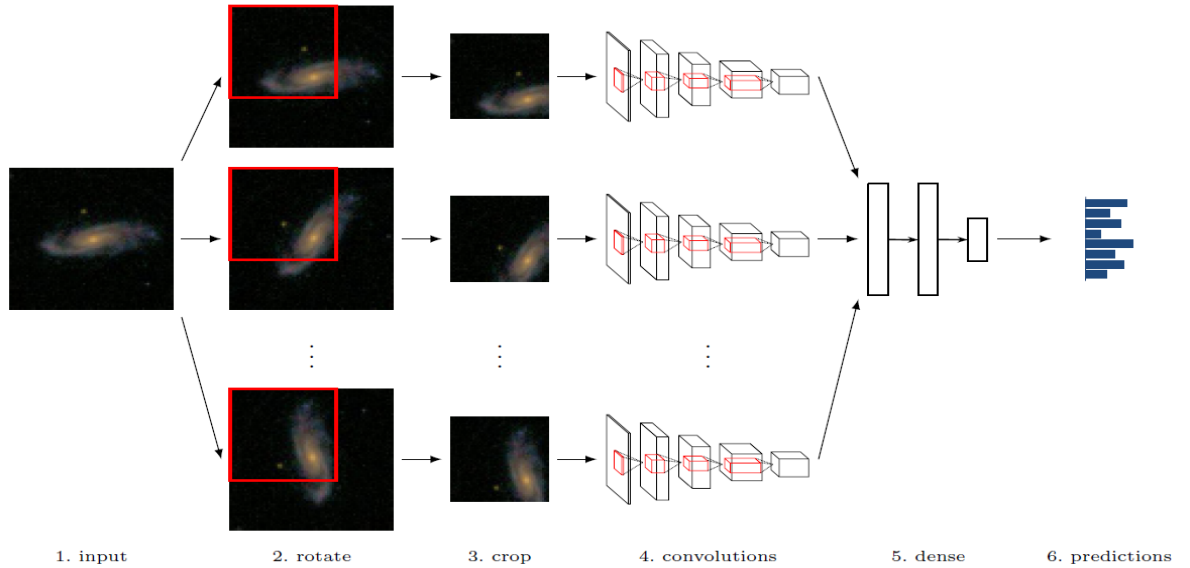 1. input
2. rotate
3. crop
4. convolutions
5. dense
6. predictions